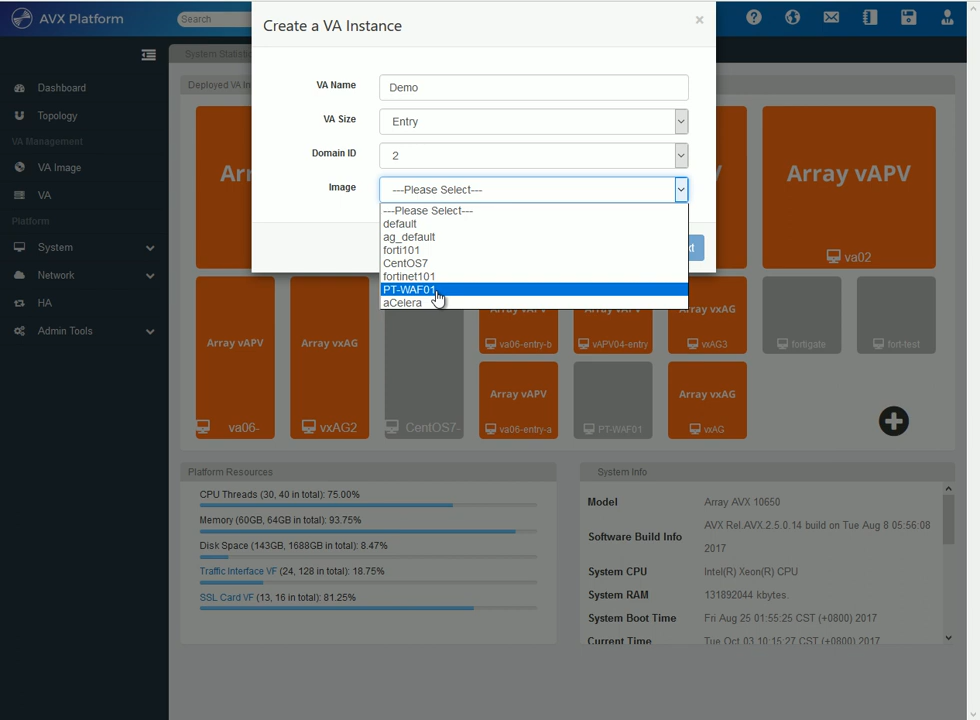 AVX Platform
Search
Create a VA Instance
×
VA Name
Demo
VA Size
Entry
Domain ID
2
Image
---Please Select---
---Please Select---
default
ag_default
forti101
CentOS7
fortinet101
PT-WAF01
aCelera
Dashboard
Topology
VA Management
VA Image
VA
Platform
System
Network
HA
Admin Tools
System Statistic
Deployed VA In
Array vAPV
va02
Array vAPV
va06-
Array vxAG
vxAG2
CentOS7-
va06-entry-b
vAPV04-entry
Array vxAG
vxAG3
fortigate
fort-test
Array vAPV
va06-entry-a
PT-WAF01
Array vxAG
vxAG
Platform Resources
CPU Threads (30, 40 in total): 75.00%
Memory (60GB, 64GB in total): 93.75%
Disk Space (143GB, 1688GB in total): 8.47%
Traffic Interface VF (24, 128 in total): 18.75%
SSL Card VF (13, 16 in total): 81.25%
System Info
Model Array AVX 10650
Software Build Info AVX Rel.AVX.2.5.0.14 build on Tue Aug 8 05:56:08
2017
System CPU Intel(R) Xeon(R) CPU
System RAM 131892044 kbytes.
System Boot Time Fri Aug 25 01:55:25 CST (+0800) 2017
Current Time Tue Oct 03 10:15:27 CST (+0800) 2017